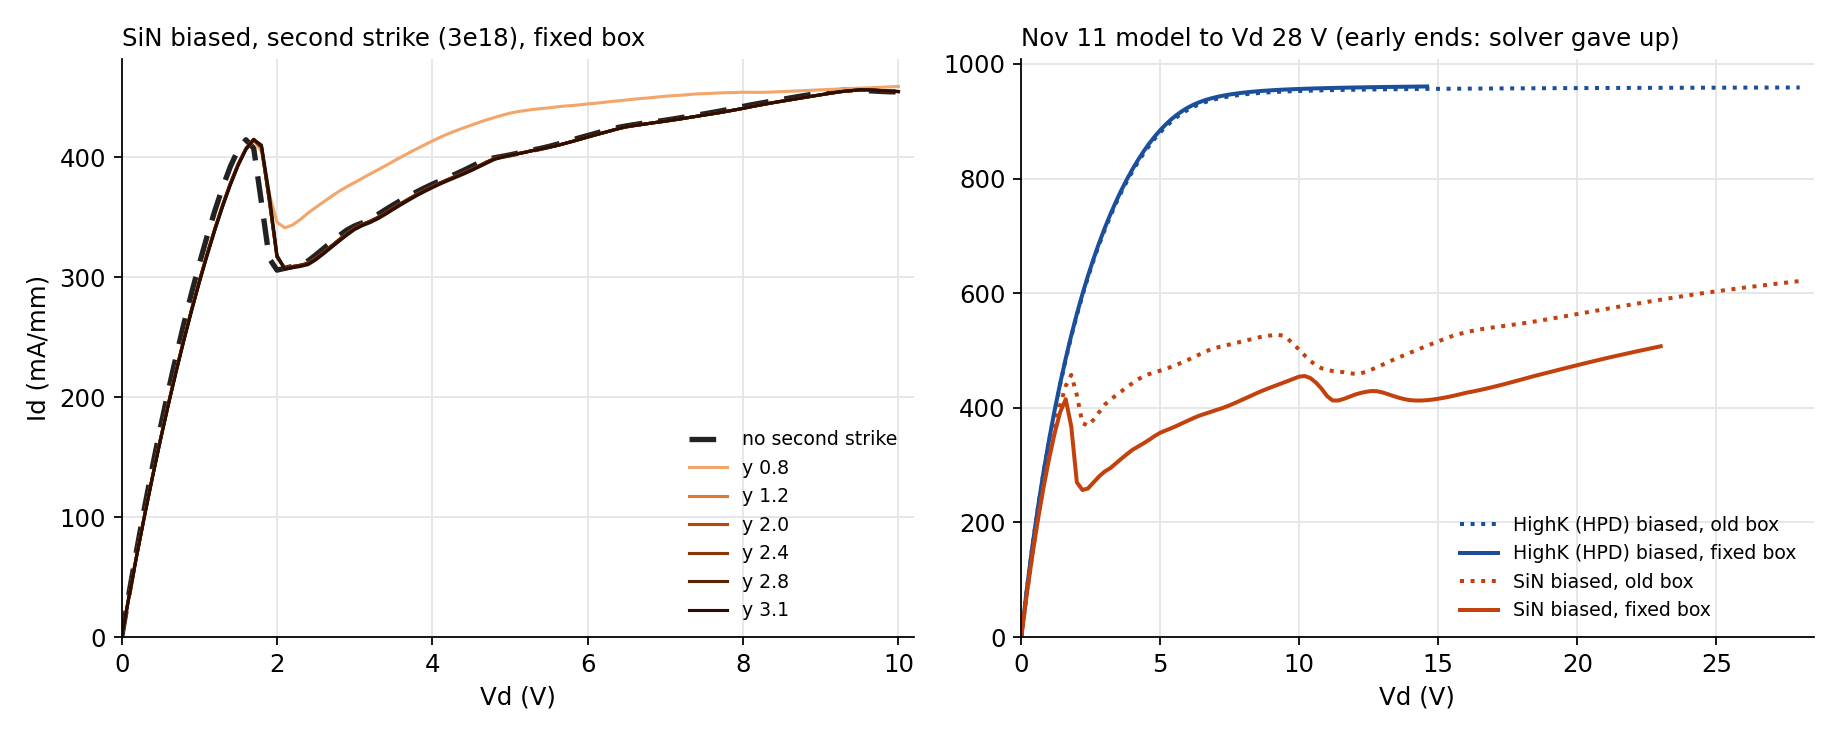 SiN biased, second strike (3e18), fixed box
400
300
200
100
0
Id (mA/mm)
no second strike
y 0.8
y 1.2
y 2.0
y 2.4
y 2.8
y 3.1
0 2 4 6 8 10
Vd (V)
Nov 11 model to Vd 28 V (early ends: solver gave up)
1000
800
600
400
200
0
HighK (HPD) biased, old box
HighK (HPD) biased, fixed box
SiN biased, old box
SiN biased, fixed box
0 5 10 15 20 25
Vd (V)